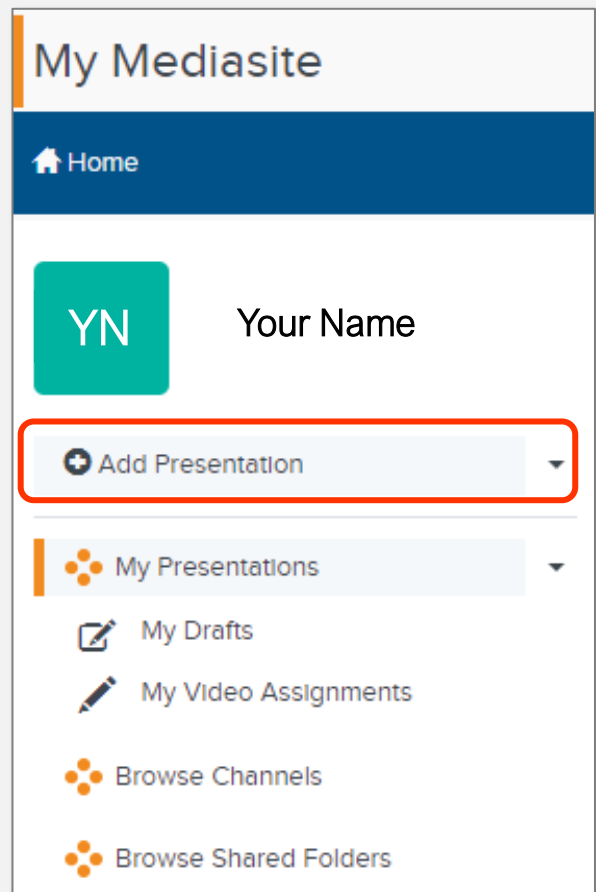 My Mediasite
Home
YN
Your Name
Add Presentation
My Presentations
My Drafts
My Video Assignments
Browse Channels
Browse Shared Folders